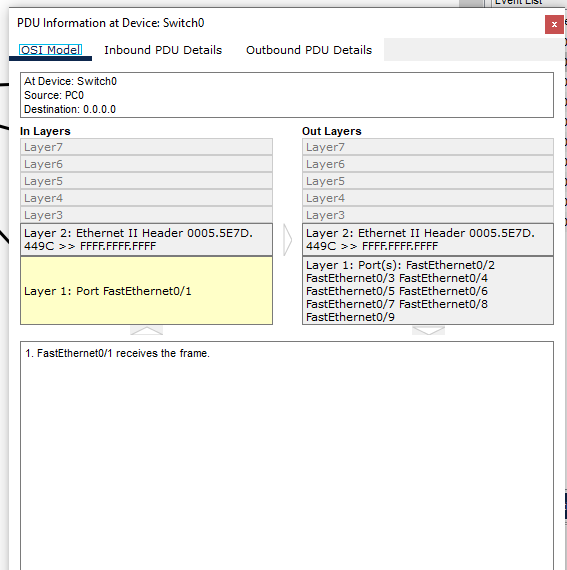 Event List
PDU Information at Device: Switch0
x
OSI Model
Inbound PDU Details
Outbound PDU Details
At Device: Switch0
Source: PC0
Destination: 0.0.0.0
In Layers
Layer7
Layer6
Layer5
Layer4
Layer3
Layer 2: Ethernet II Header 0005.5E7D.
449C >> FFFF.FFFF.FFFF
Layer 1: Port FastEthernet0/1
Out Layers
Layer7
Layer6
Layer5
Layer4
Layer3
Layer 2: Ethernet II Header 0005.5E7D.
449C >> FFFF.FFFF.FFFF
Layer 1: Port(s): FastEthernet0/2
FastEthernet0/3 FastEthernet0/4
FastEthernet0/5 FastEthernet0/6
FastEthernet0/7 FastEthernet0/8
FastEthernet0/9
1. FastEthernet0/1 receives the frame.